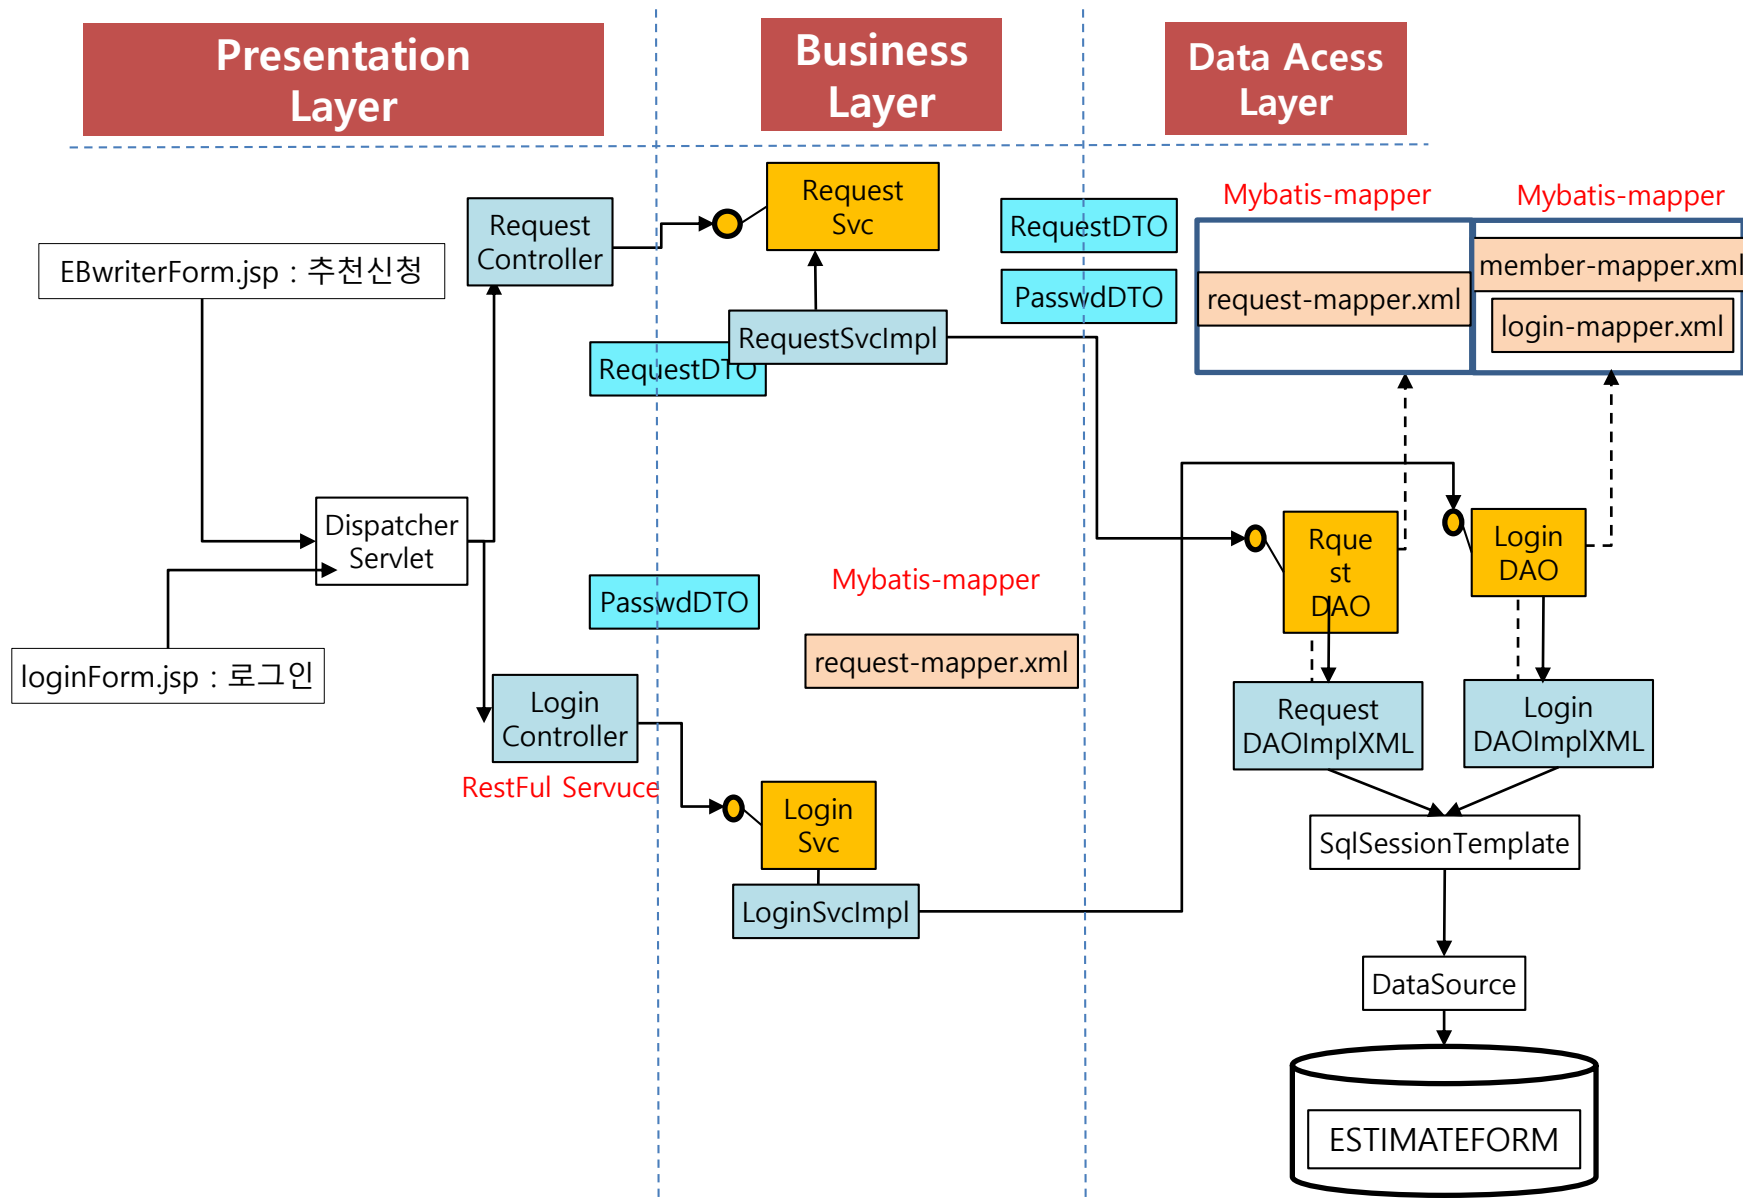 Presentation
Layer
Business
Layer
Data Acess
Layer
Request
Controller
EBwriterForm.jsp : 추천신청
Dispatcher
Servlet
loginForm.jsp : 로그인
Login
Controller
RestFul Servuce
Request
Svc
RequestSvcImpl
RequestDTO
PasswdDTO
RequestDTO
PasswdDTO
Mybatis-mapper
request-mapper.xml
Login
Svc
LoginSvcImpl
Mybatis-mapper
request-mapper.xml
Mybatis-mapper
member-mapper.xml
login-mapper.xml
Rque
st
DAO
Login
DAO
Request
DAOImplXML
Login
DAOImplXML
SqlSessionTemplate
DataSource
ESTIMATEFORM